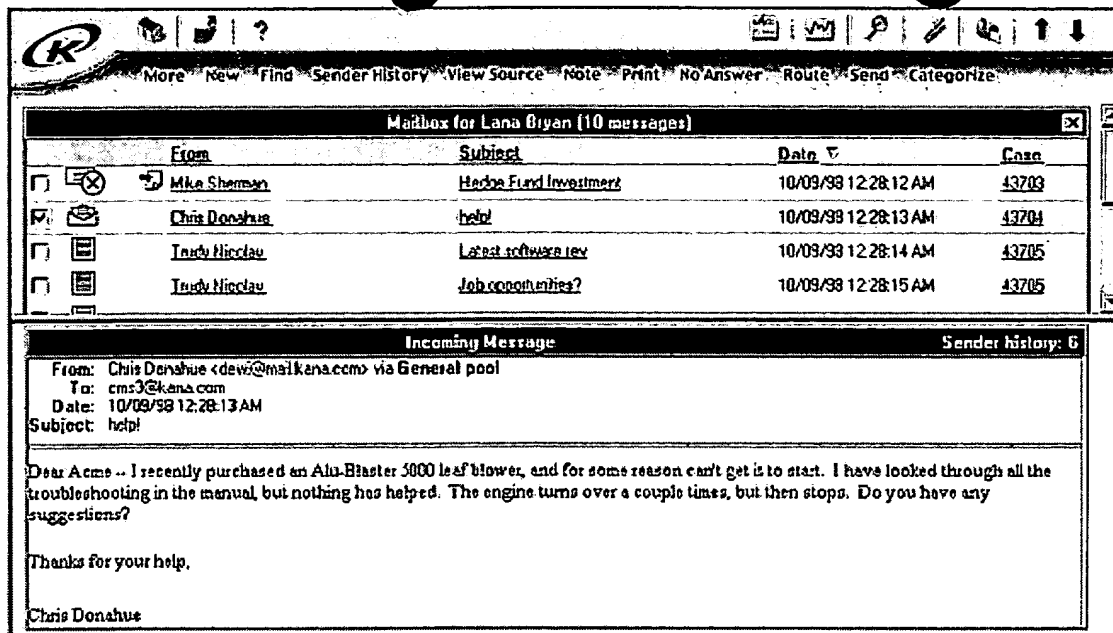 K
?
More New Find Sender History View Source Note Print No Answer Route Send Categorize
Mailbox for Lana Bryan (10 messages)
From Subject Date Case
Mike Sherman Hedge Fund Investment 10/09/98 12:28:12 AM 43703
Chris Donahue help! 10/09/98 12:28:13 AM 43704
Trudy Nicolau Latest software rev 10/09/98 12:28:14 AM 43705
Trudy Nicolau Job opportunities? 10/09/98 12:28:15 AM 43705
Incoming Message Sender history: 6
From: Chris Donahue via General pool
To: cms3@kana.com
Date: 10/09/98 12:28:13 AM
Subject: help!
Dear Acme -- I recently purchased an Alu-Blaster 5000 leaf blower, and for some reason can't get is to start. I have looked through all the
troubleshooting in the manual, but nothing has helped. The engine turns over a couple times, but then stops. Do you have any
suggestions?
Thanks for your help,
Chris Donahue